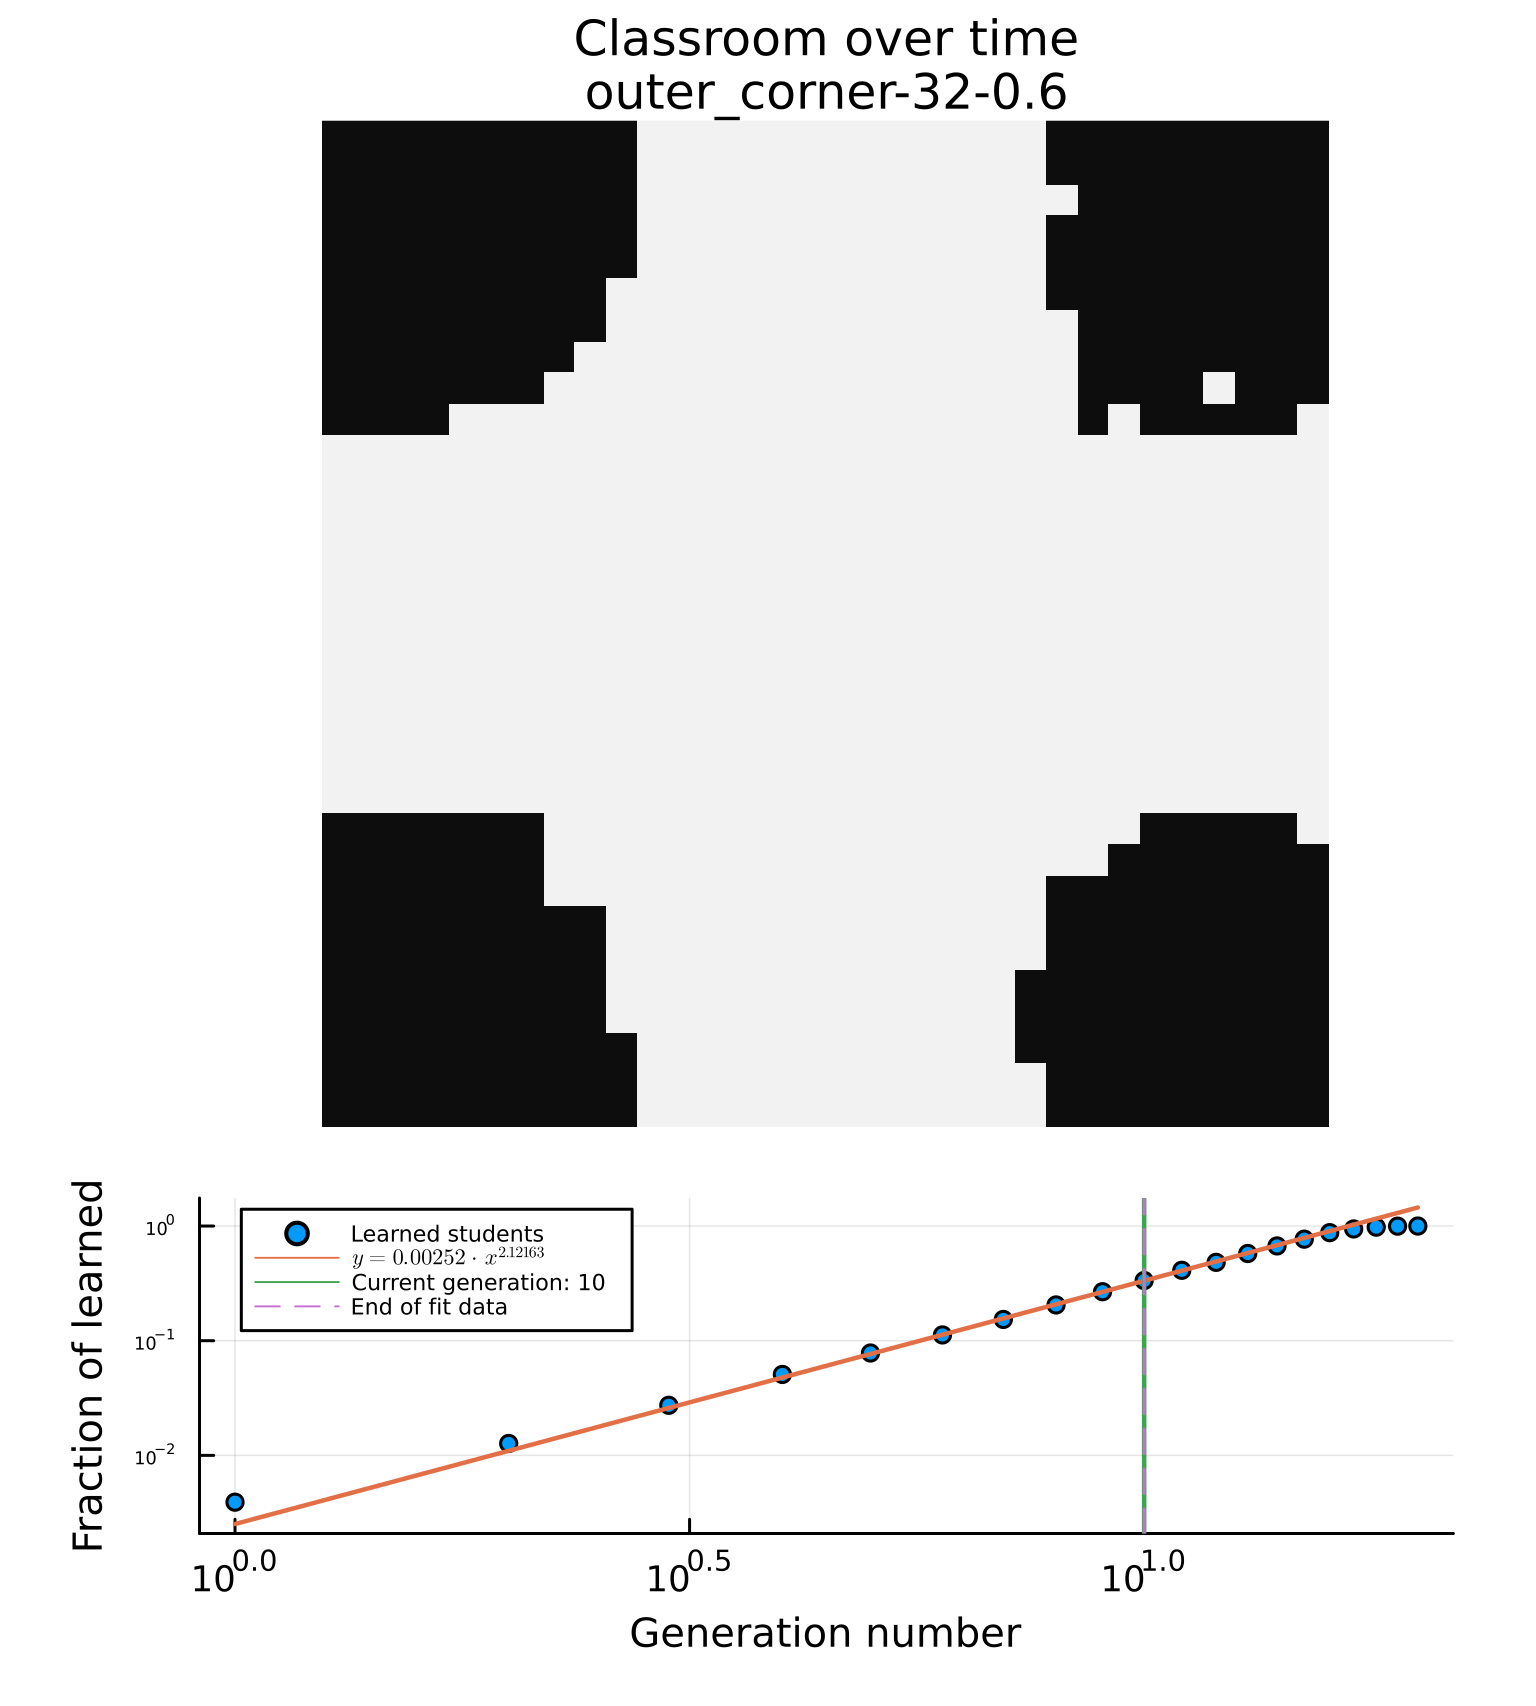 Classroom over time
outer_corner-32-0.6
Fraction of learned
10^0
10^-1
10^-2
Learned students
y = 0.00252 · x^2.12163
Current generation: 10
End of fit data
10^0.0
10^0.5
10^1.0
Generation number